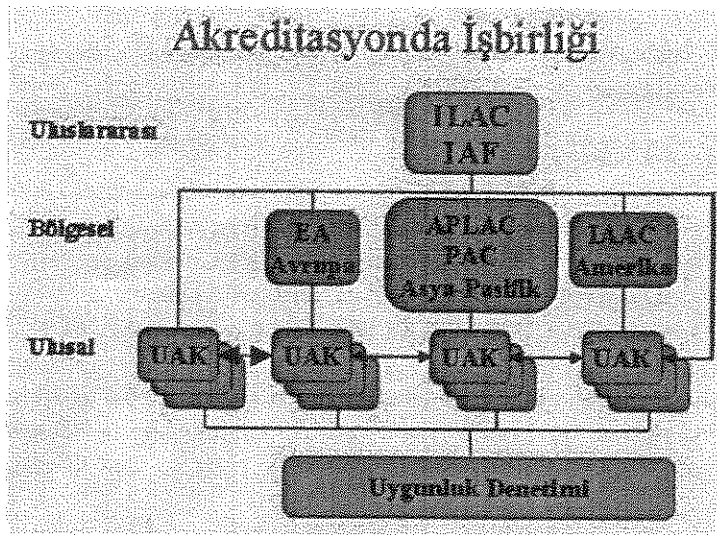 Akreditasyonda İşbirliği
Uluslararası
ILAC
IAF
Bölgesel
EA
Avrupa
APLAC
PAC
Asya Pasifik
IAAC
Amerika
Ulusal
UAK
UAK
UAK
UAK
Uygunluk Denetimi